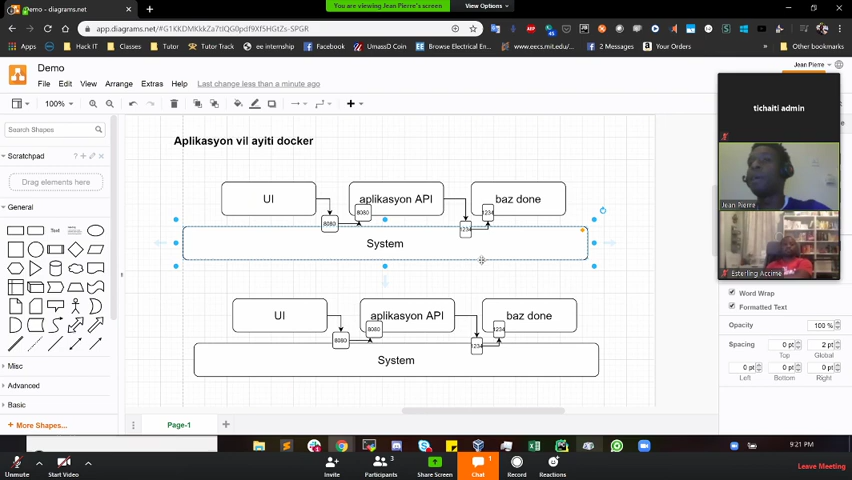 You are viewing Jean Pierre's screen
View Options
Demo - diagrams.net
app.diagrams.net/#G1KKDMKkkZa7tIQG0pdf9Xf5HGtZs-SPGR
Apps
Hack IT
Classes
Tutor
Tutor Track
ee internship
Facebook
UmassD Coin
Browse Electrical En...
www.eecs.mit.edu/...
2 Messages
Your Orders
Other bookmarks
Demo
Jean Pierre
File
Edit
View
Arrange
Extras
Help
Last change less than a minute ago
100%
Search Shapes
Scratchpad
Drag elements here
General
Text
Misc
Advanced
Basic
+ More Shapes...
Aplikasyon vil ayiti docker
UI
aplikasyon API
baz done
8080
8080
1234
1234
System
UI
aplikasyon API
baz done
8080
8080
1234
1234
System
Page-1
tichaiti admin
Jean Pierre
Esterling Accime
Word Wrap
Formatted Text
Opacity
100 %
Spacing
0 pt
2 pt
Top
Global
0 pt
0 pt
0 pt
Left
Bottom
Right
9:21 PM
Unmute
Start Video
Invite
Participants
3
Share Screen
Chat
1
Record
Reactions
Leave Meeting